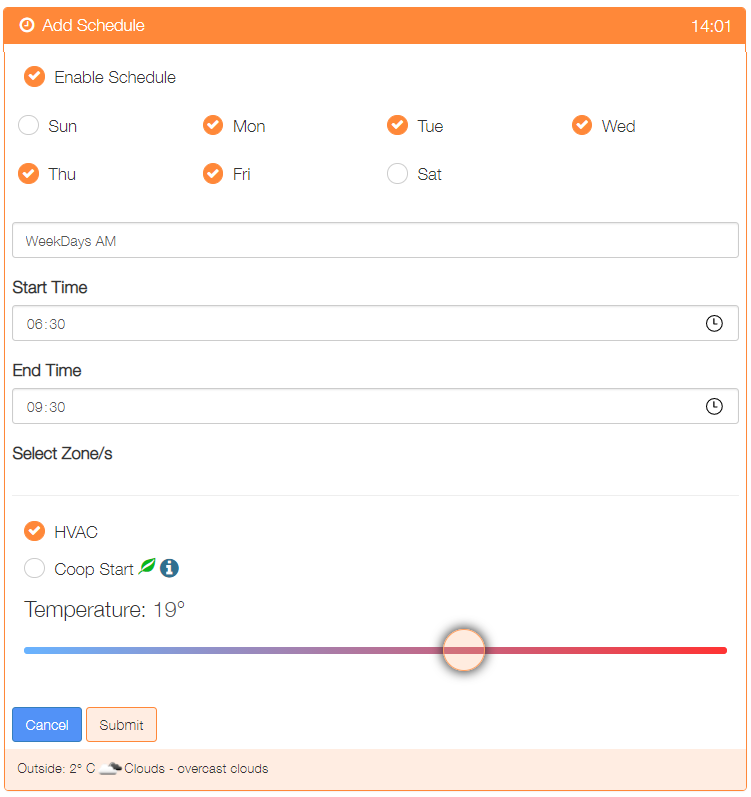 Add Schedule 14:01
Enable Schedule
Sun Mon Tue Wed
Thu Fri Sat
WeekDays AM
Start Time
06:30
End Time
09:30
Select Zone/s
HVAC
Coop Start
Temperature: 19°
Cancel Submit
Outside: 2° C Clouds - overcast clouds